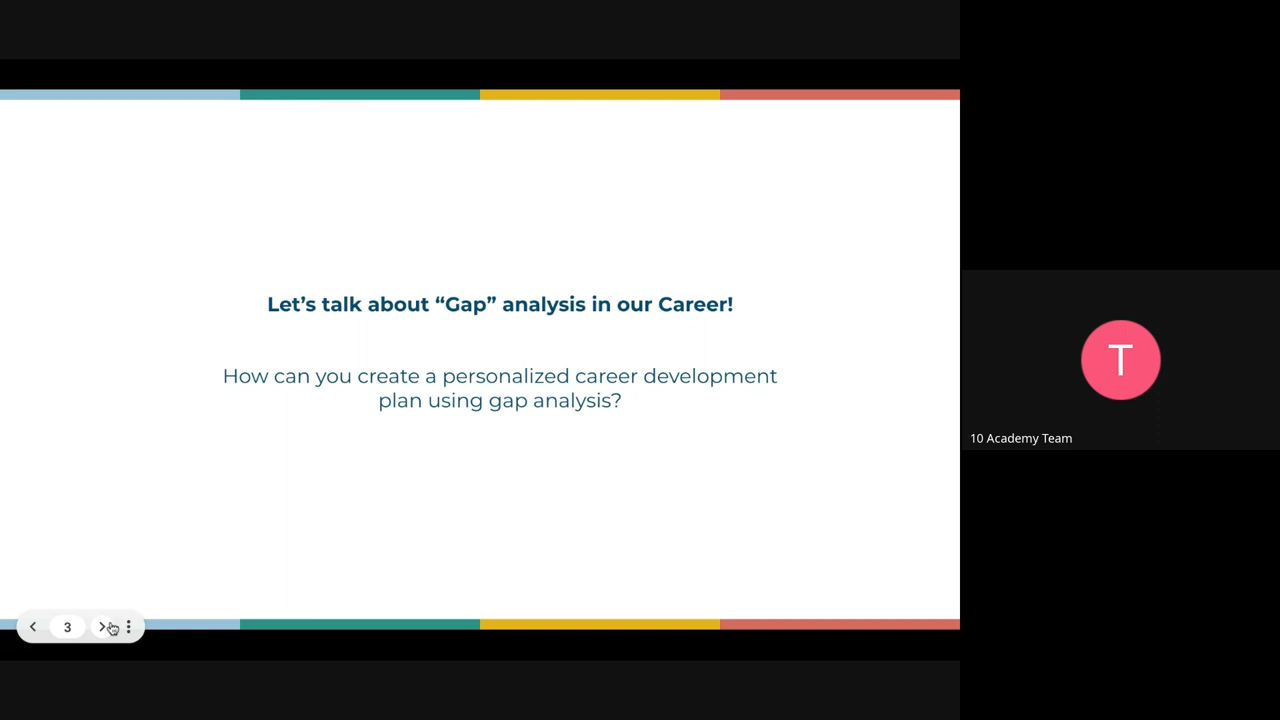 Let’s talk about “Gap” analysis in our Career!
How can you create a personalized career development
plan using gap analysis?
T
10 Academy Team
3